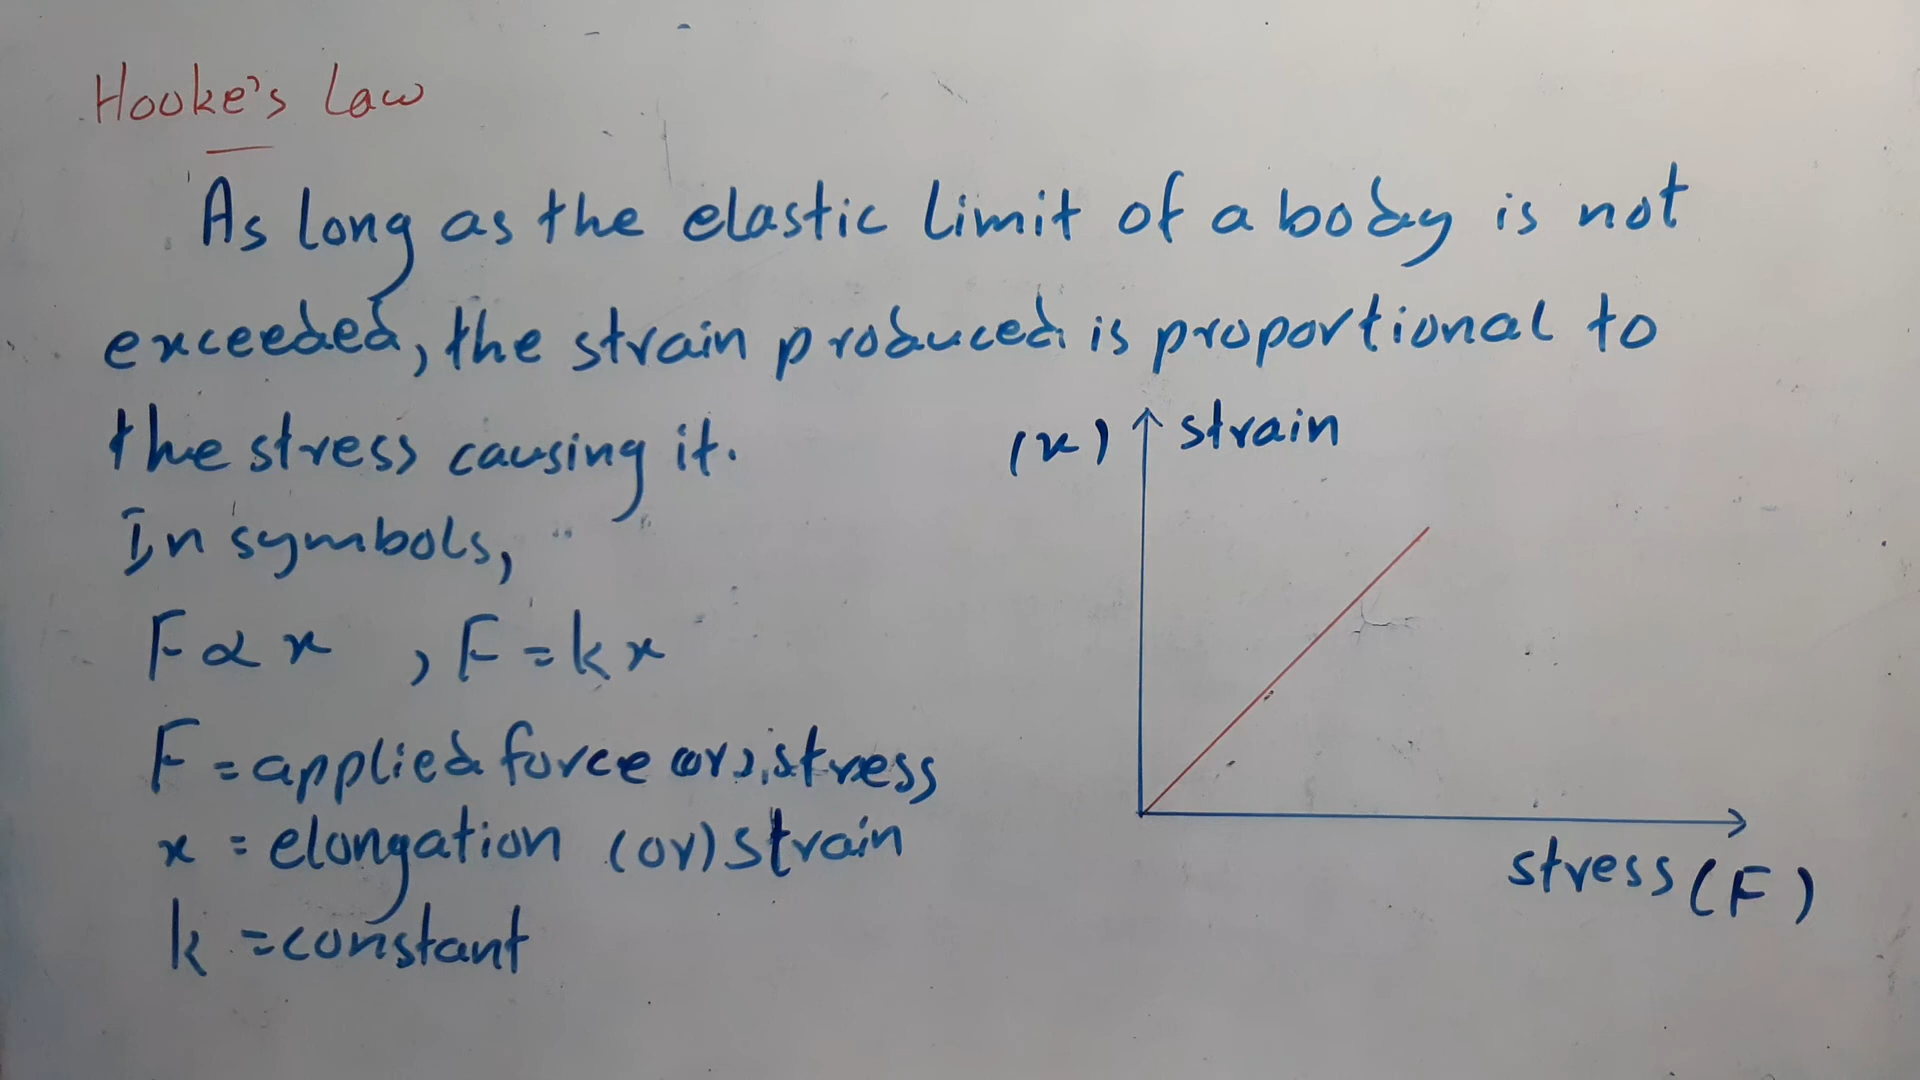 Hooke's Law
As long as the elastic limit of a body is not
exceeded, the strain produced is proportional to
the stress causing it.
In symbols,
F ∝ x , F = kx
F = applied force (or) stress
x = elongation (or) strain
k = constant
(x) strain
stress (F)